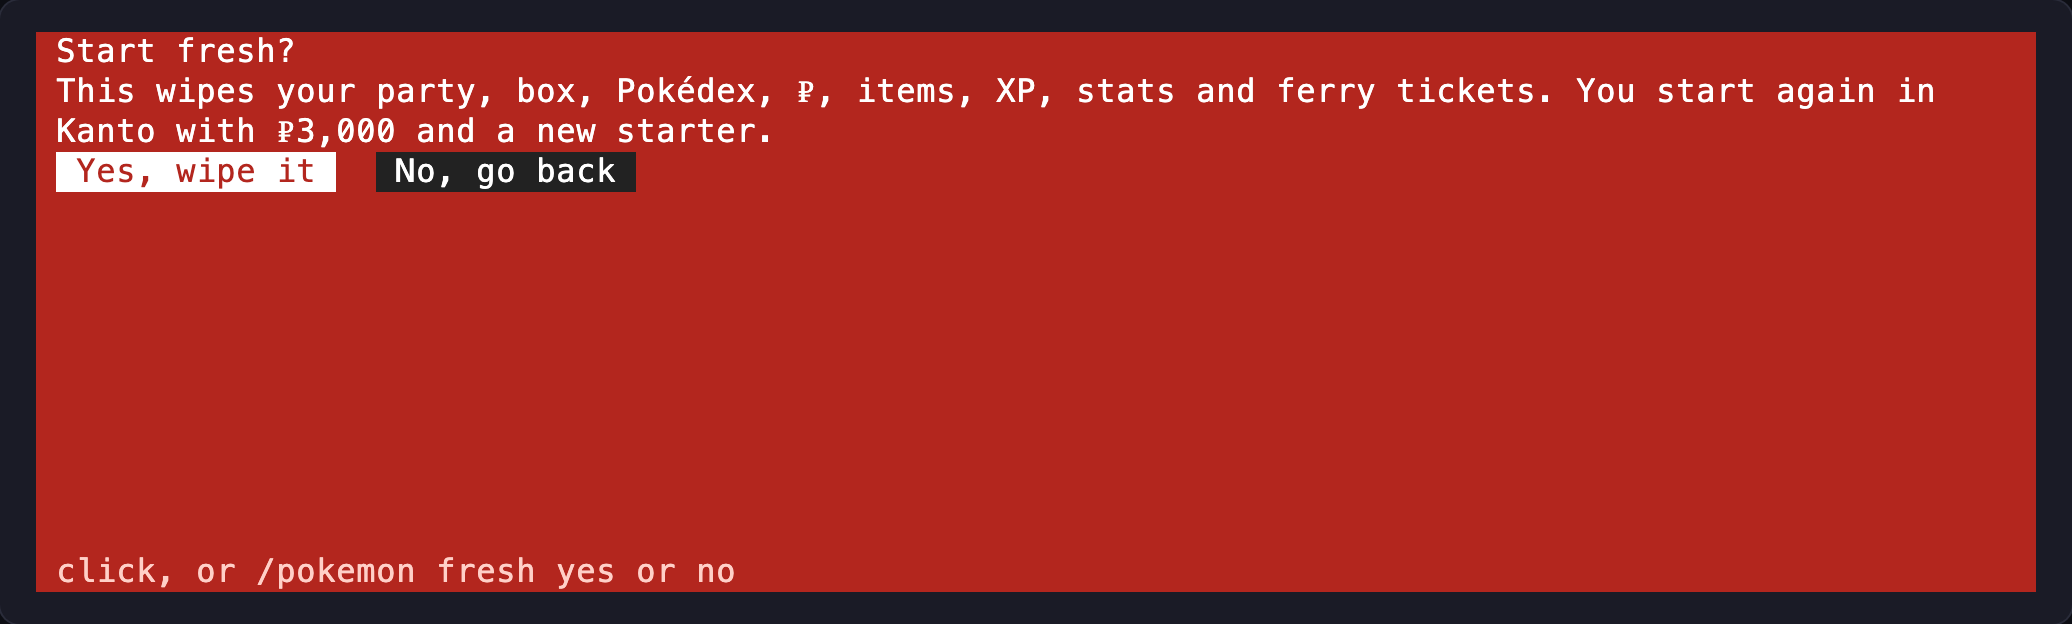 Start fresh?
This wipes your party, box, Pokédex, ₽, items, XP, stats and ferry tickets. You start again in
Kanto with ₽3,000 and a new starter.
Yes, wipe it No, go back
click, or /pokemon fresh yes or no